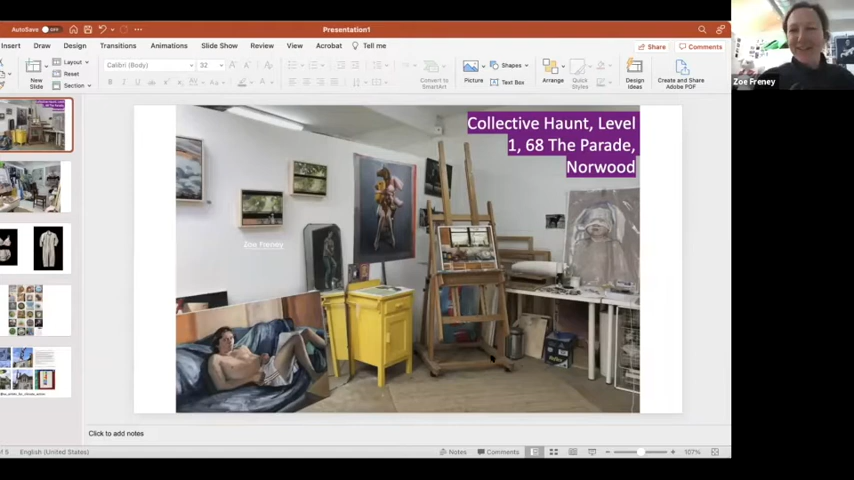 AutoSave
OFF
Presentation1
Insert
Draw
Design
Transitions
Animations
Slide Show
Review
View
Acrobat
Tell me
Share
Comments
New Slide
Layout
Reset
Section
Calibri (Body)
32
Convert to SmartArt
Picture
Shapes
Text Box
Arrange
Quick Styles
Design Ideas
Create and Share Adobe PDF
Zoe Freney
Collective Haunt, Level
1, 68 The Parade,
Norwood
Zoe Freney
Click to add notes
of 5
English (United States)
Notes
Comments
107%